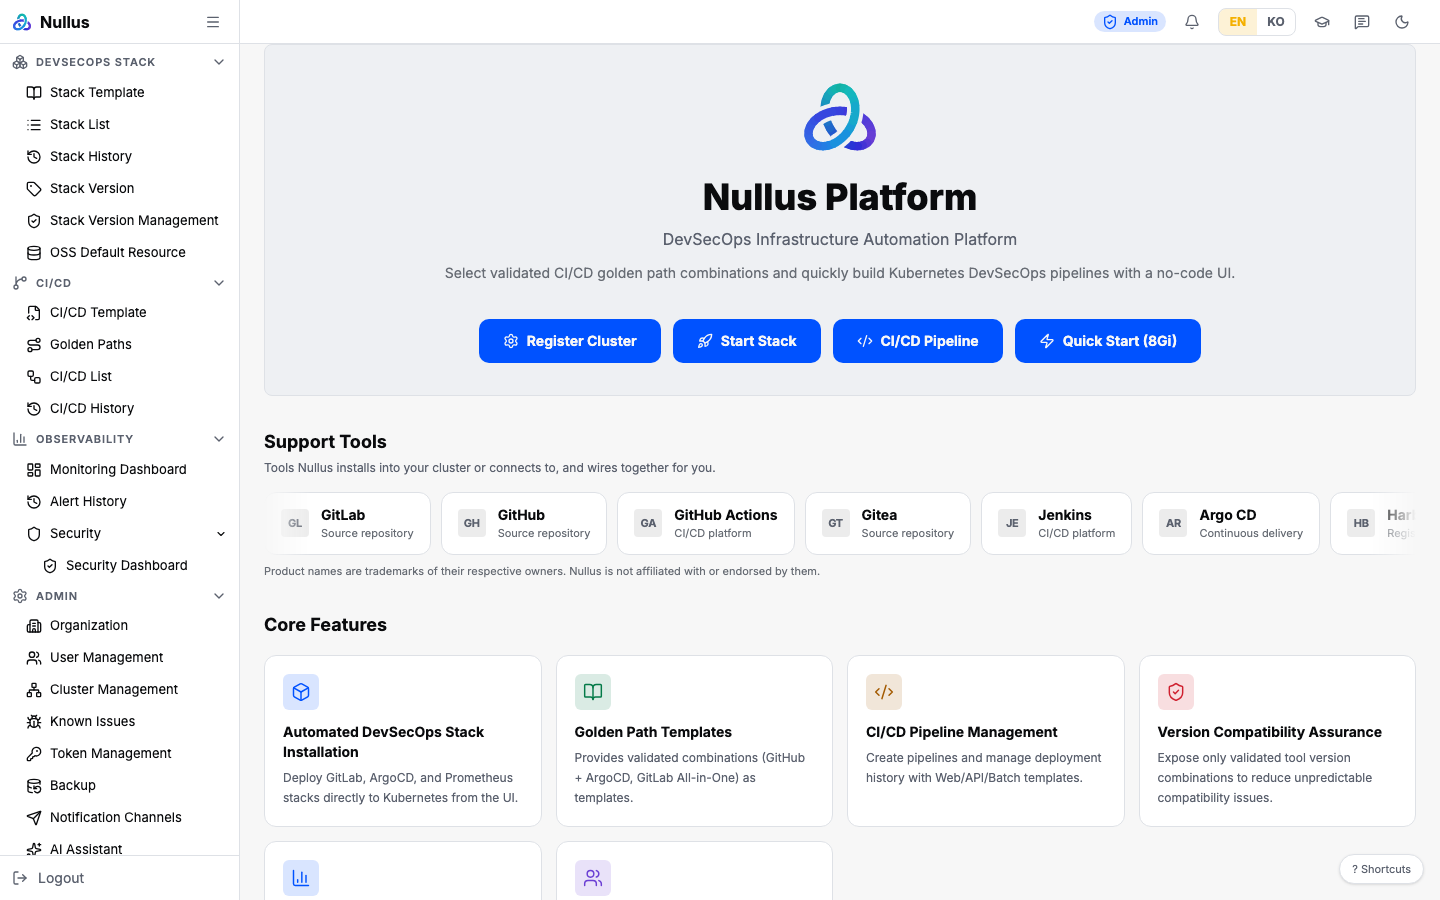 Nullus
Admin
EN
KO
DEVSECOPS STACK
Stack Template
Stack List
Stack History
Stack Version
Stack Version Management
OSS Default Resource
CI/CD
CI/CD Template
Golden Paths
CI/CD List
CI/CD History
OBSERVABILITY
Monitoring Dashboard
Alert History
Security
Security Dashboard
ADMIN
Organization
User Management
Cluster Management
Known Issues
Token Management
Backup
Notification Channels
AI Assistant
Logout
Nullus Platform
DevSecOps Infrastructure Automation Platform
Select validated CI/CD golden path combinations and quickly build Kubernetes DevSecOps pipelines with a no-code UI.
Register Cluster
Start Stack
CI/CD Pipeline
Quick Start (8Gi)
Support Tools
Tools Nullus installs into your cluster or connects to, and wires together for you.
GL
GitLab
Source repository
GH
GitHub
Source repository
GA
GitHub Actions
CI/CD platform
GT
Gitea
Source repository
JE
Jenkins
CI/CD platform
AR
Argo CD
Continuous delivery
HB
Product names are trademarks of their respective owners. Nullus is not affiliated with or endorsed by them.
Core Features
Automated DevSecOps Stack
Installation
Deploy GitLab, ArgoCD, and Prometheus
stacks directly to Kubernetes from the UI.
Golden Path Templates
Provides validated combinations (GitHub
+ ArgoCD, GitLab All-in-One) as
templates.
CI/CD Pipeline Management
Create pipelines and manage deployment
history with Web/API/Batch templates.
Version Compatibility Assurance
Expose only validated tool version
combinations to reduce unpredictable
compatibility issues.
? Shortcuts